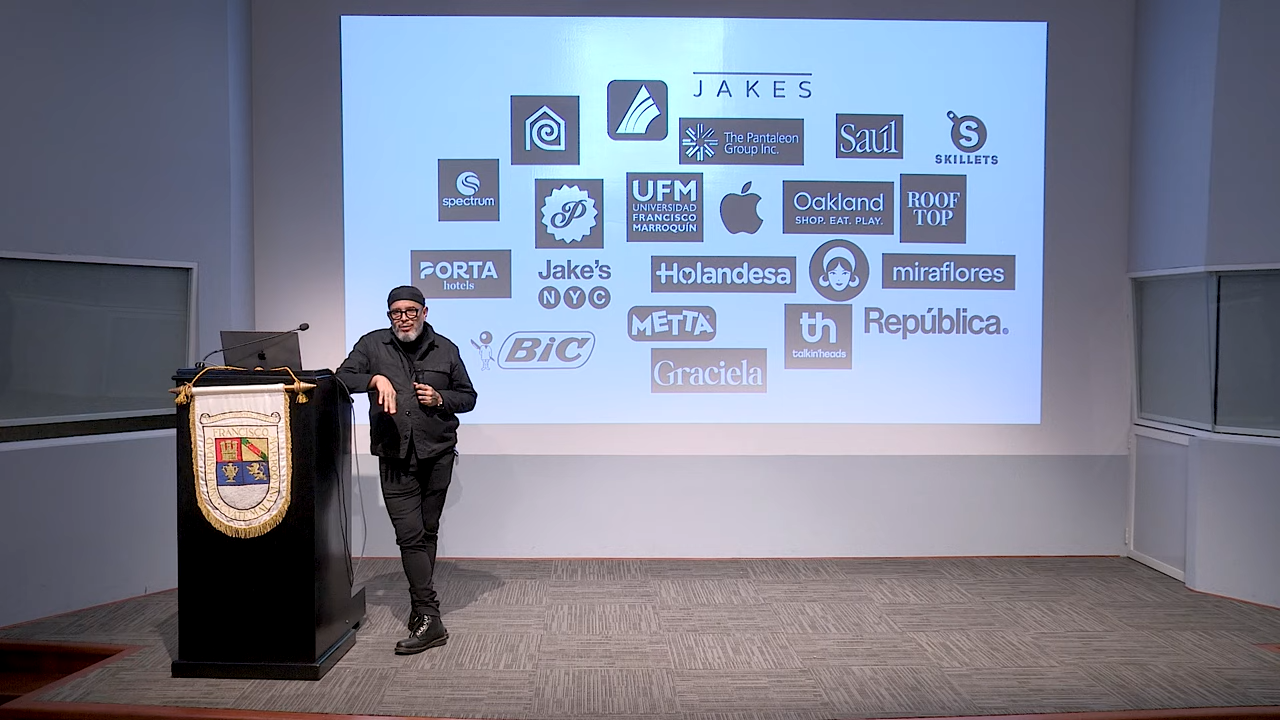 JAKES
The Pantaleon
Group Inc.
Saúl
S
SKILLETS
spectrum
P
UFM
UNIVERSIDAD
FRANCISCO
MARROQUÍN
Oakland
SHOP. EAT. PLAY.
ROOF
TOP
PORTA
hotels
Jake's
NYC
Holandesa
miraflores
METTA
th
talkin'heads
República.
BIC
Graciela
FRANCISCO